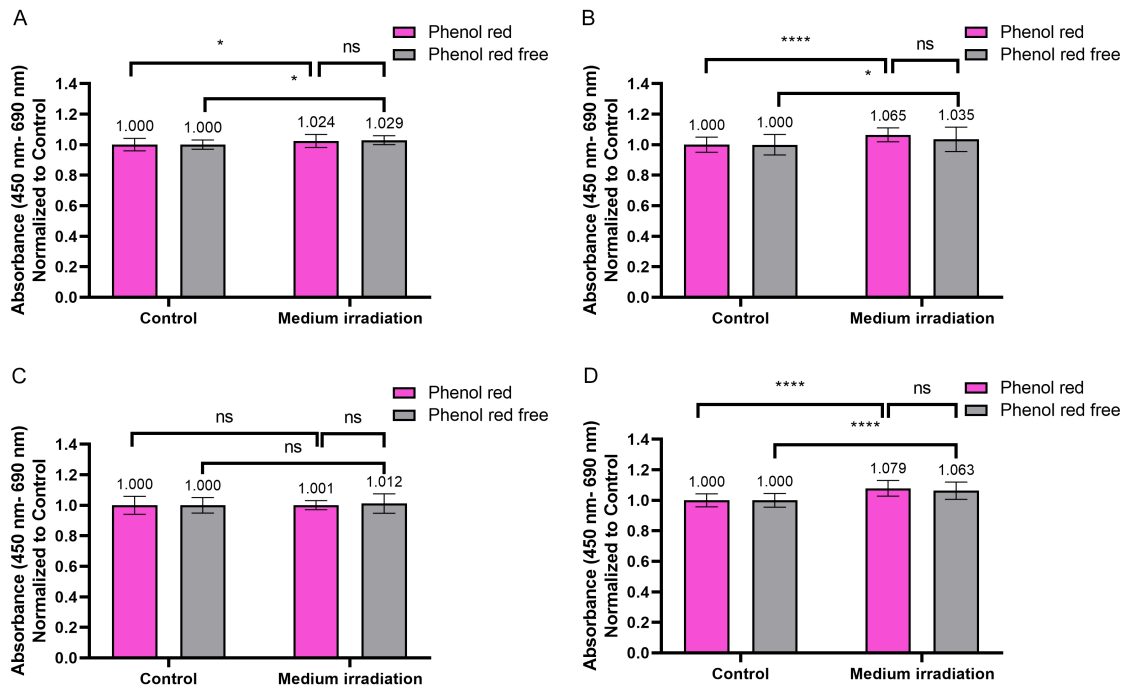 A
Phenol red
Phenol red free
*
ns
*
Absorbance (450 nm- 690 nm)
Normalized to Control
1.4
1.2
1.0
0.8
0.6
0.4
0.2
0.0
1.000
1.000
1.024
1.029
Control
Medium irradiation
B
Phenol red
Phenol red free
****
ns
*
Absorbance (450 nm- 690 nm)
Normalized to Control
1.4
1.2
1.0
0.8
0.6
0.4
0.2
0.0
1.000
1.000
1.065
1.035
Control
Medium irradiation
C
Phenol red
Phenol red free
ns
ns
ns
Absorbance (450 nm- 690 nm)
Normalized to Control
1.4
1.2
1.0
0.8
0.6
0.4
0.2
0.0
1.000
1.000
1.001
1.012
Control
Medium irradiation
D
Phenol red
Phenol red free
****
ns
****
Absorbance (450 nm- 690 nm)
Normalized to Control
1.4
1.2
1.0
0.8
0.6
0.4
0.2
0.0
1.000
1.000
1.079
1.063
Control
Medium irradiation